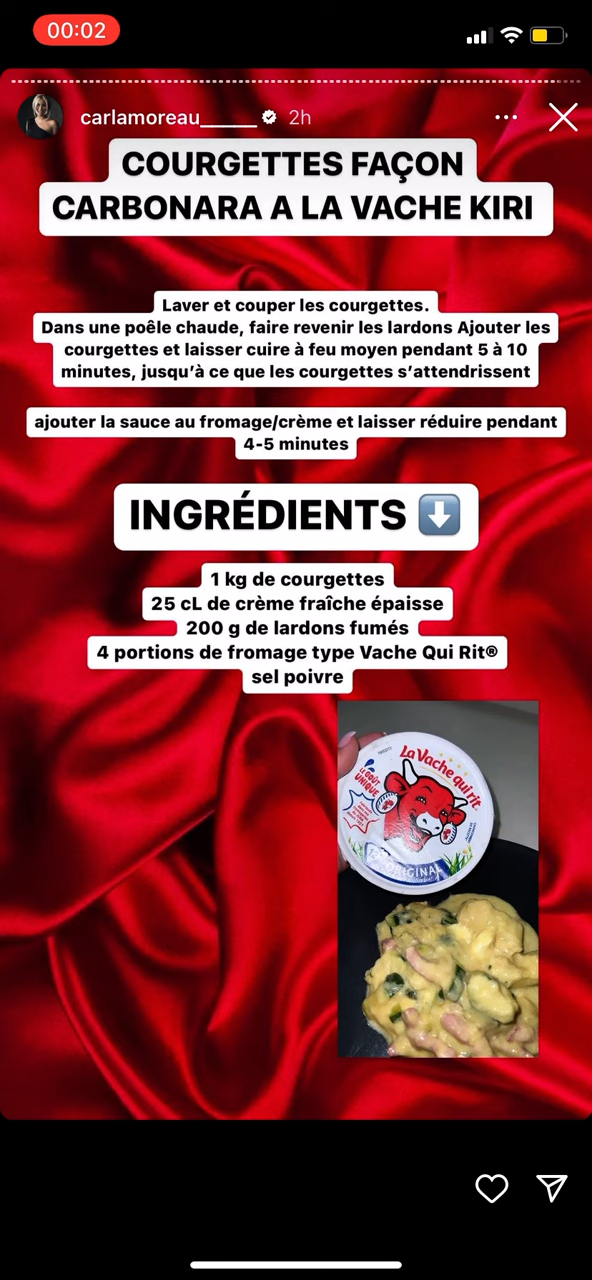 00:02
carlamoreau_____ 2h
COURGETTES FAÇON
CARBONARA A LA VACHE KIRI
Laver et couper les courgettes.
Dans une poêle chaude, faire revenir les lardons Ajouter les
courgettes et laisser cuire à feu moyen pendant 5 à 10
minutes, jusqu’à ce que les courgettes s’attendrissent
ajouter la sauce au fromage/crème et laisser réduire pendant
4-5 minutes
INGRÉDIENTS ⬇️
1 kg de courgettes
25 cL de crème fraîche épaisse
200 g de lardons fumés
4 portions de fromage type Vache Qui Rit®
sel poivre
La Vache qui rit
LE GOÛT
UNIQUE
ORIGINAL